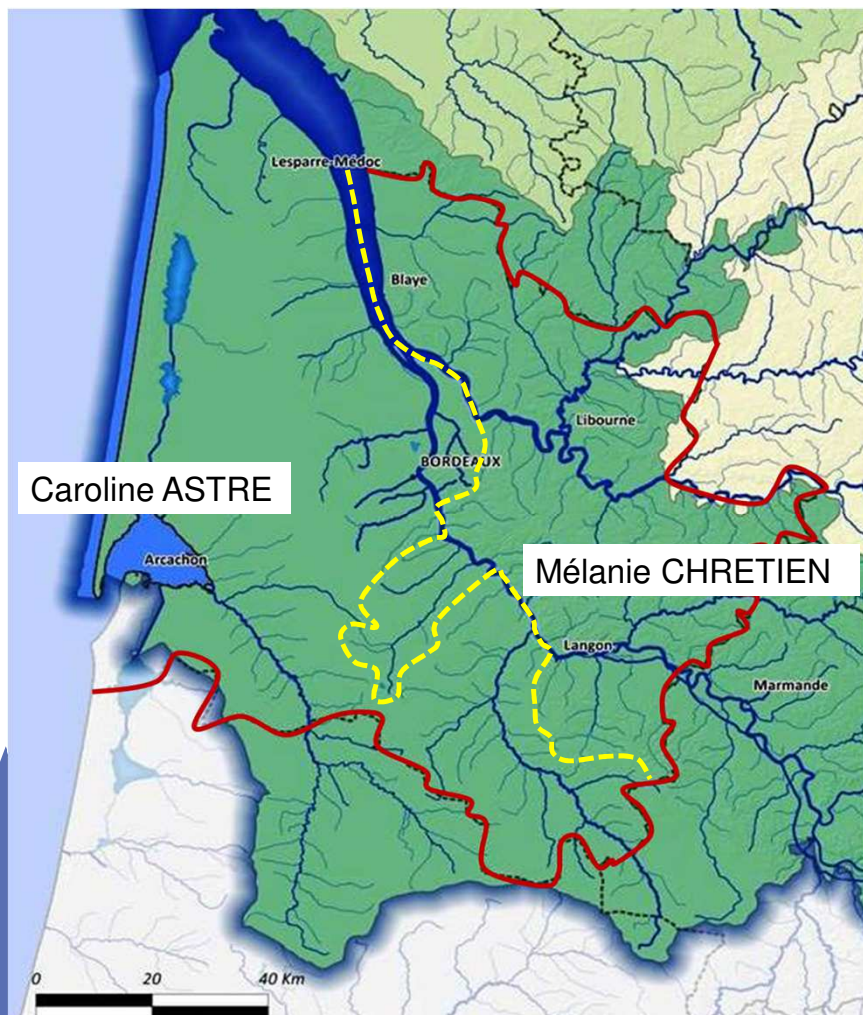 Lesparre-Médoc
Blaye
Libourne
BORDEAUX
Caroline ASTRE
Arcachon
Mélanie CHRETIEN
Langon
Marmande
0 20 40 Km